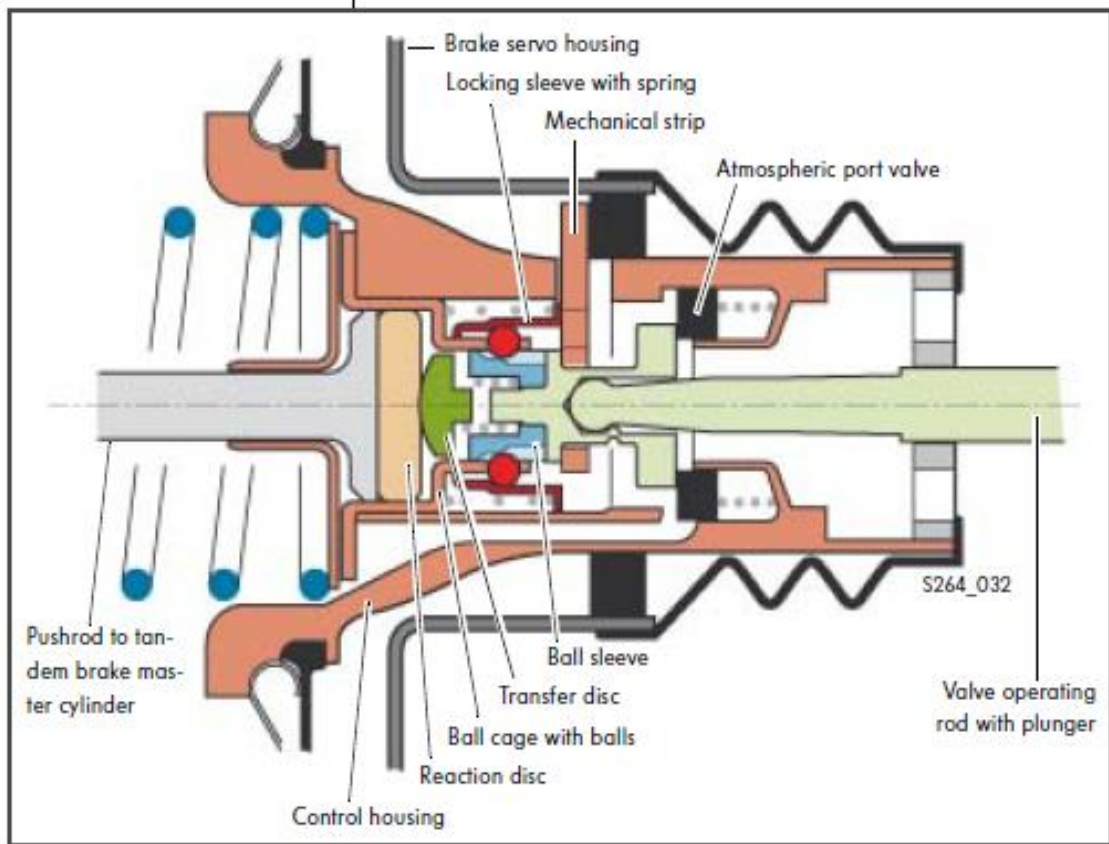 Brake servo housing
Locking sleeve with spring
Mechanical strip
Atmospheric port valve
S264_032
Pushrod to tan-
dem brake mas-
ter cylinder
Ball sleeve
Transfer disc
Ball cage with balls
Reaction disc
Control housing
Valve operating
rod with plunger